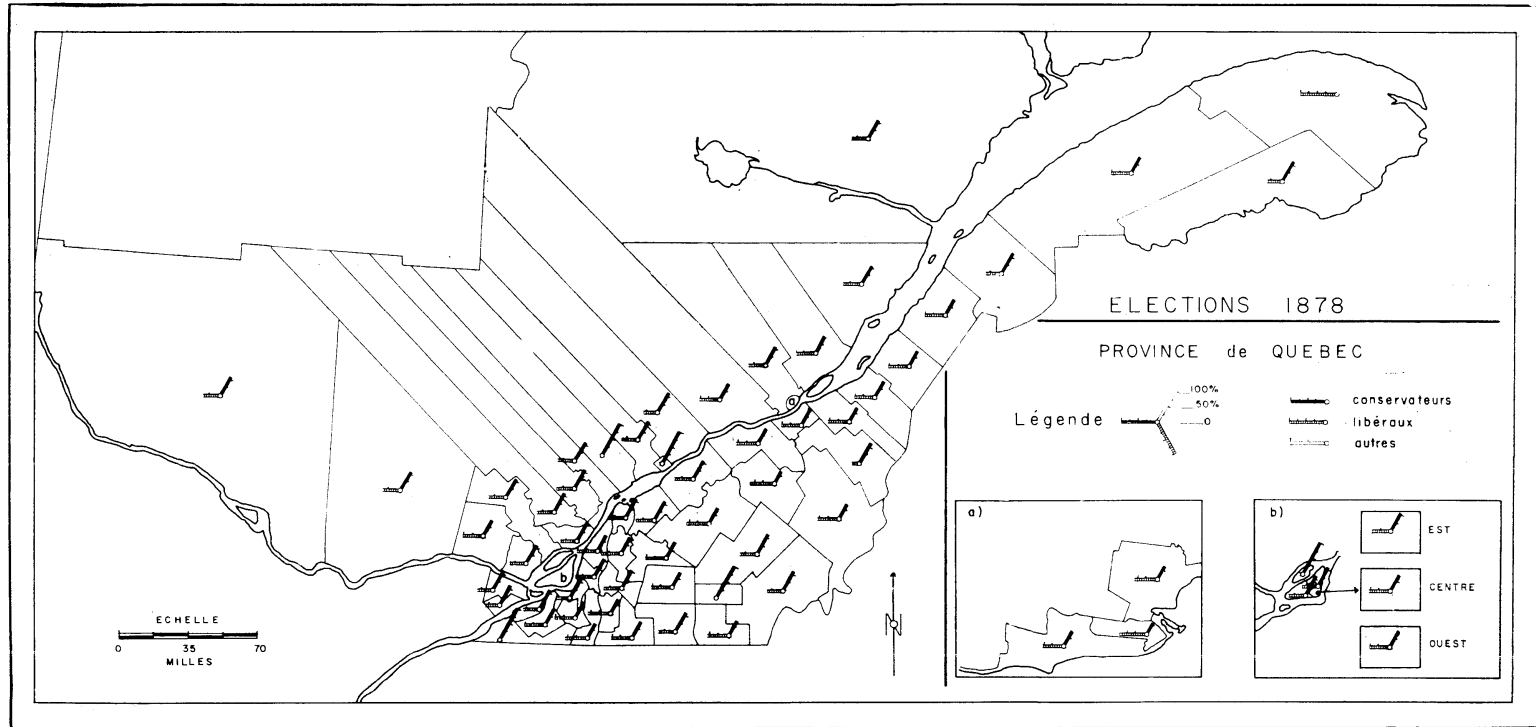 ELECTIONS 1878
PROVINCE de QUEBEC
Légende
100%
50%
0
conservateurs
libéraux
autres
a
b
a)
b)
EST
CENTRE
OUEST
N
ECHELLE
0 35 70
MILLES